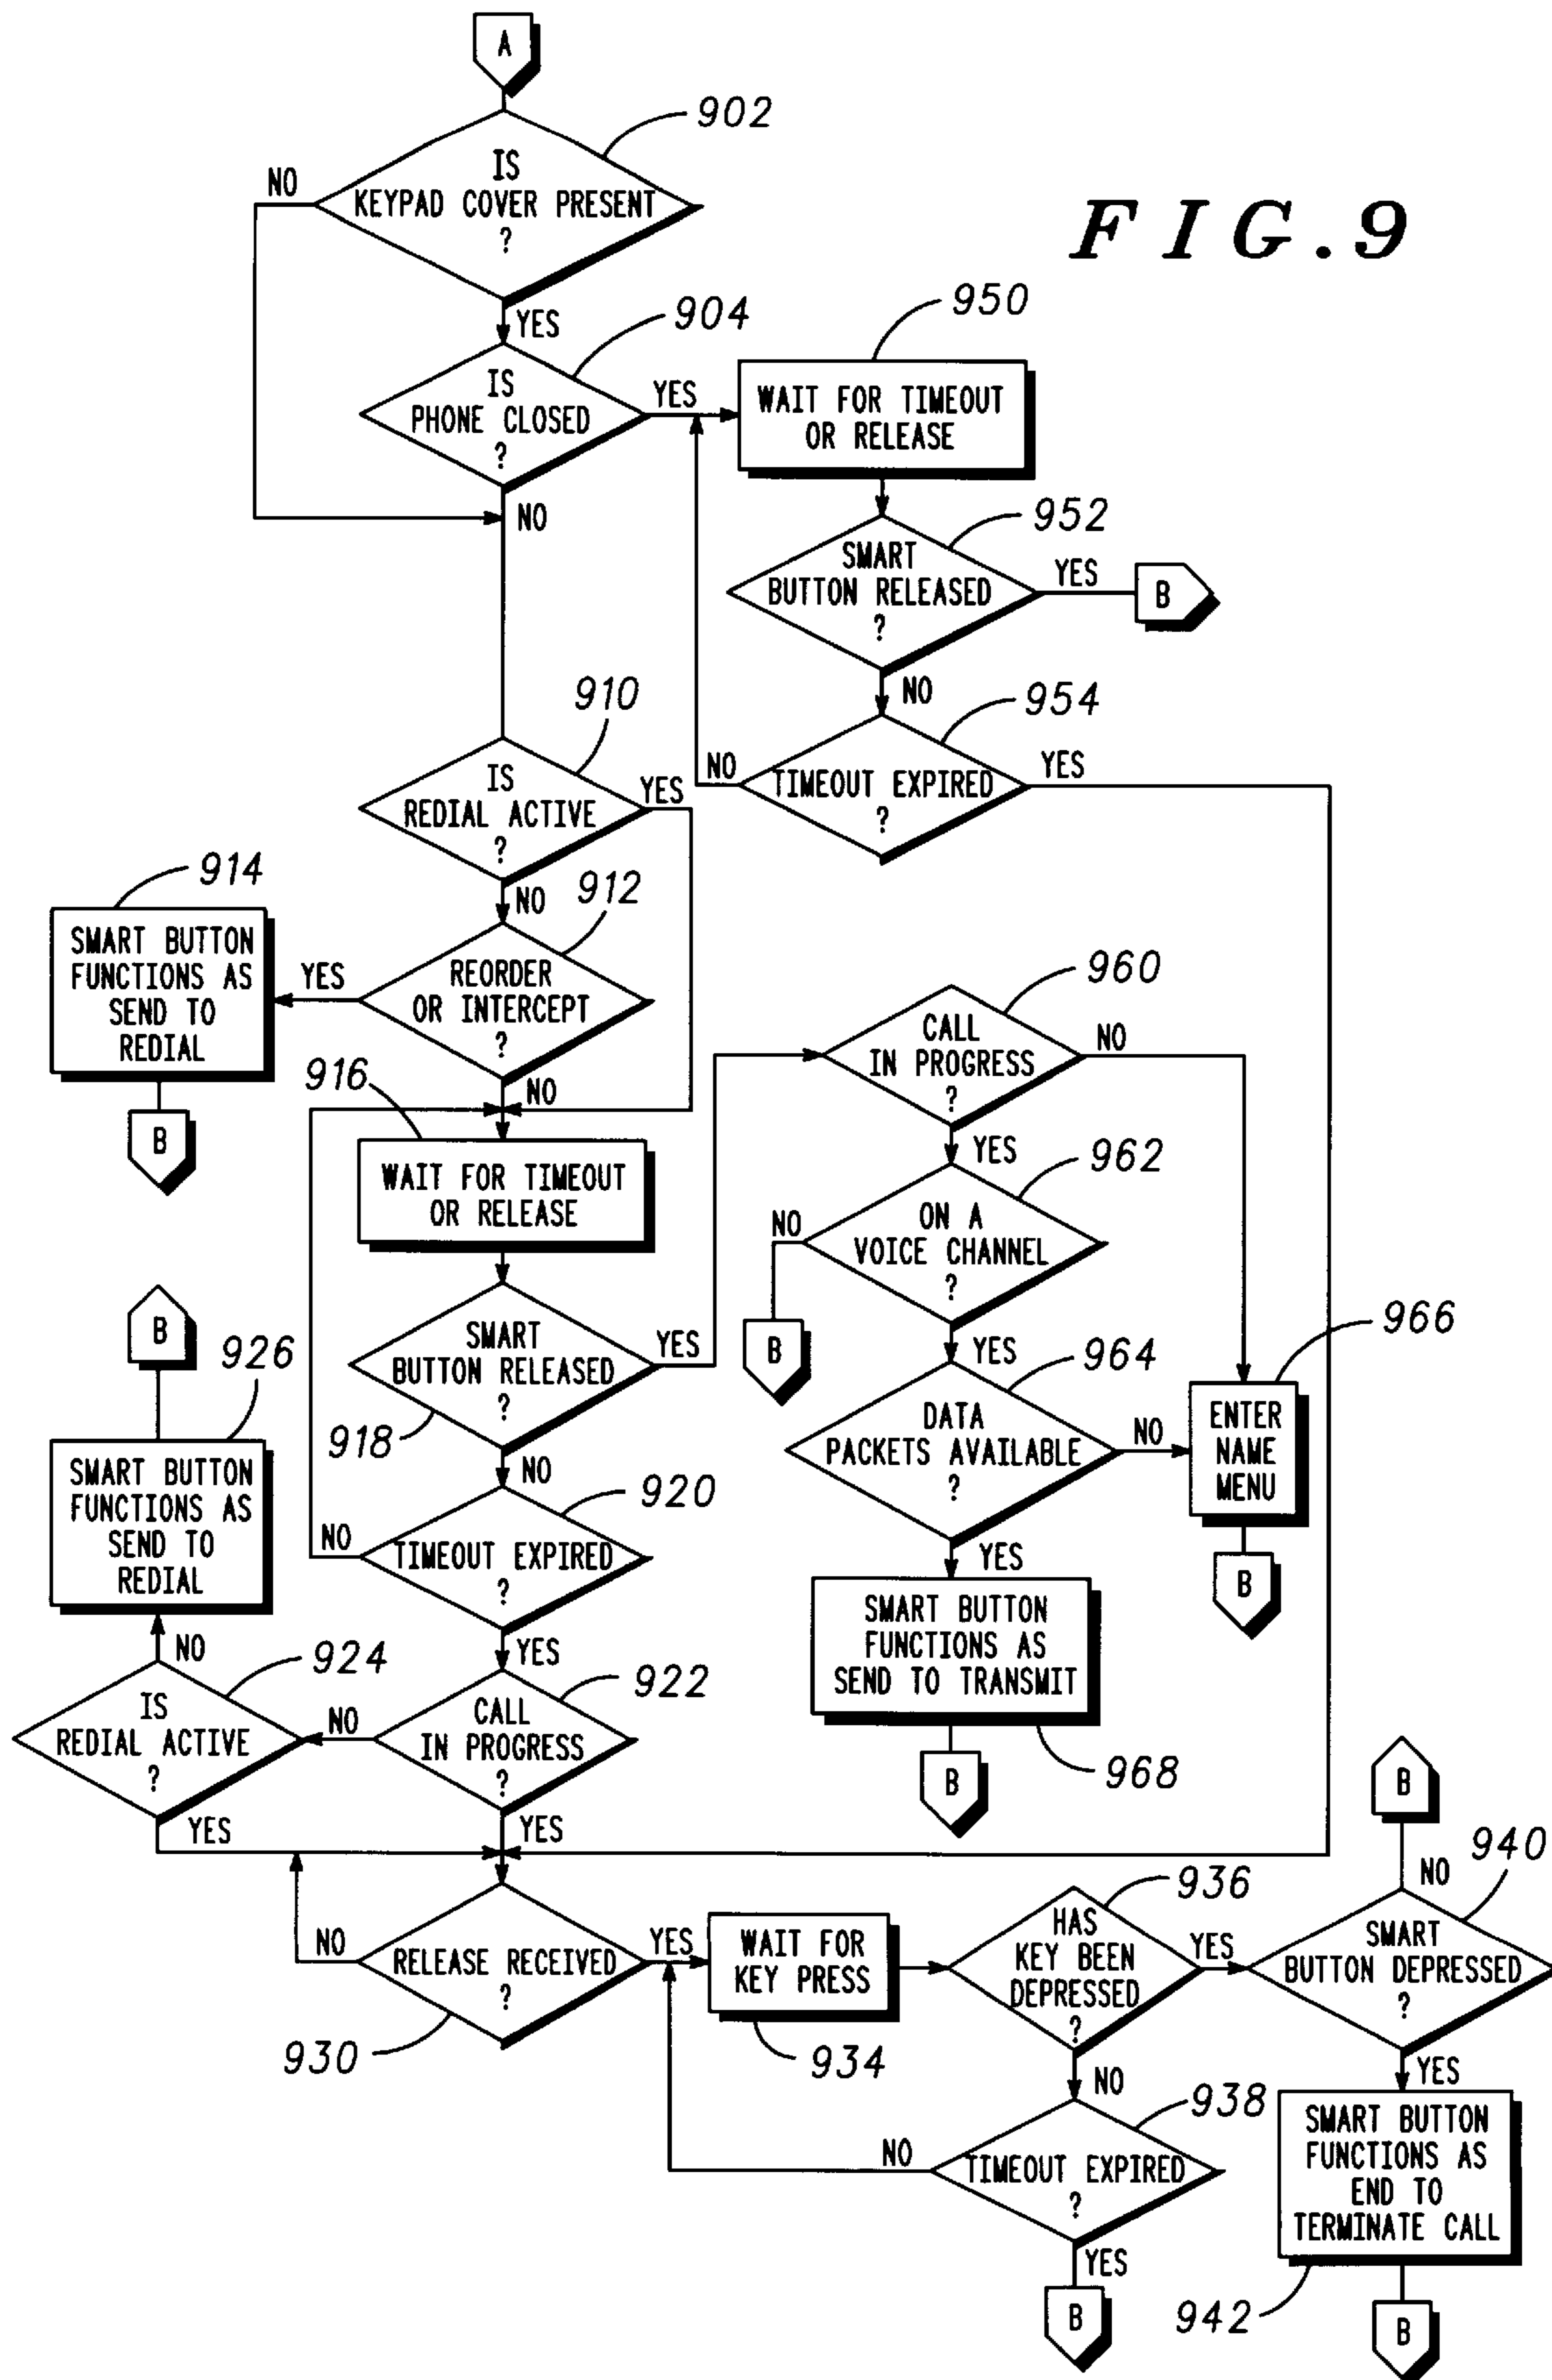 A
902
IS
KEYPAD COVER PRESENT
?
NO
YES
FIG.9
904
IS
PHONE CLOSED
?
YES
NO
950
WAIT FOR TIMEOUT
OR RELEASE
952
SMART
BUTTON RELEASED
?
YES
B
NO
954
TIMEOUT EXPIRED
?
NO
YES
910
IS
REDIAL ACTIVE
?
YES
NO
912
REORDER
OR INTERCEPT
?
YES
NO
914
SMART BUTTON
FUNCTIONS AS
SEND TO
REDIAL
B
916
WAIT FOR TIMEOUT
OR RELEASE
918
SMART
BUTTON RELEASED
?
YES
NO
920
TIMEOUT EXPIRED
?
NO
YES
922
CALL
IN PROGRESS
?
NO
YES
924
IS
REDIAL ACTIVE
?
NO
YES
926
SMART BUTTON
FUNCTIONS AS
SEND TO
REDIAL
B
960
CALL
IN PROGRESS
?
NO
YES
962
ON A
VOICE CHANNEL
?
NO
B
YES
964
DATA
PACKETS AVAILABLE
?
NO
YES
966
ENTER
NAME
MENU
B
SMART BUTTON
FUNCTIONS AS
SEND TO TRANSMIT
968
B
930
RELEASE RECEIVED
?
NO
YES
WAIT FOR
KEY PRESS
934
936
HAS
KEY BEEN
DEPRESSED
?
YES
NO
938
TIMEOUT EXPIRED
?
NO
YES
B
940
SMART
BUTTON DEPRESSED
?
NO
B
YES
SMART BUTTON
FUNCTIONS AS
END TO
TERMINATE CALL
942
B